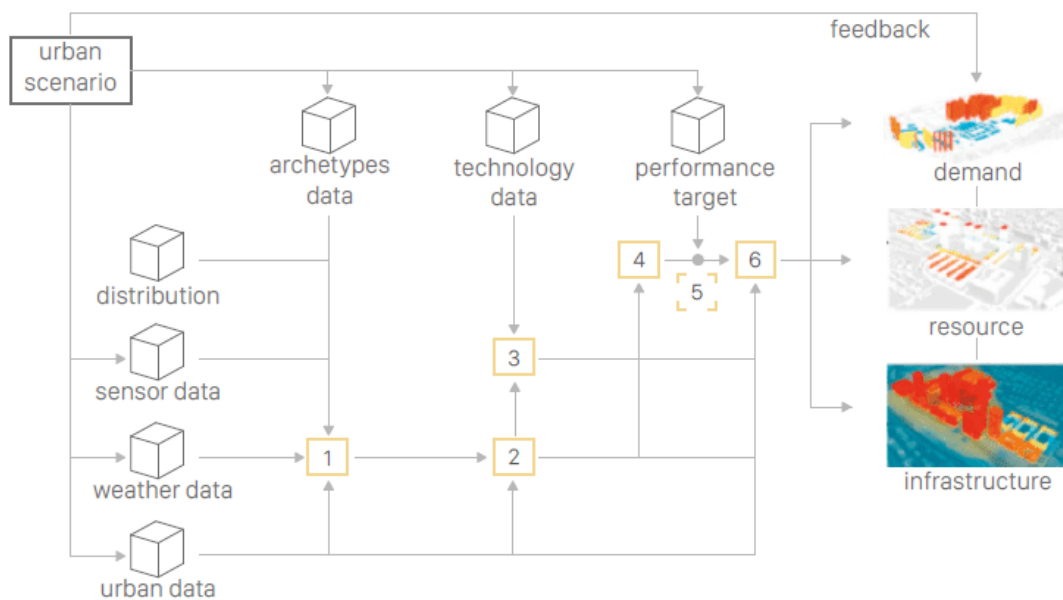 feedback
urban
scenario
archetypes
data
technology
data
performance
target
demand
distribution
4
6
5
resource
3
sensor data
1
2
weather data
infrastructure
urban data